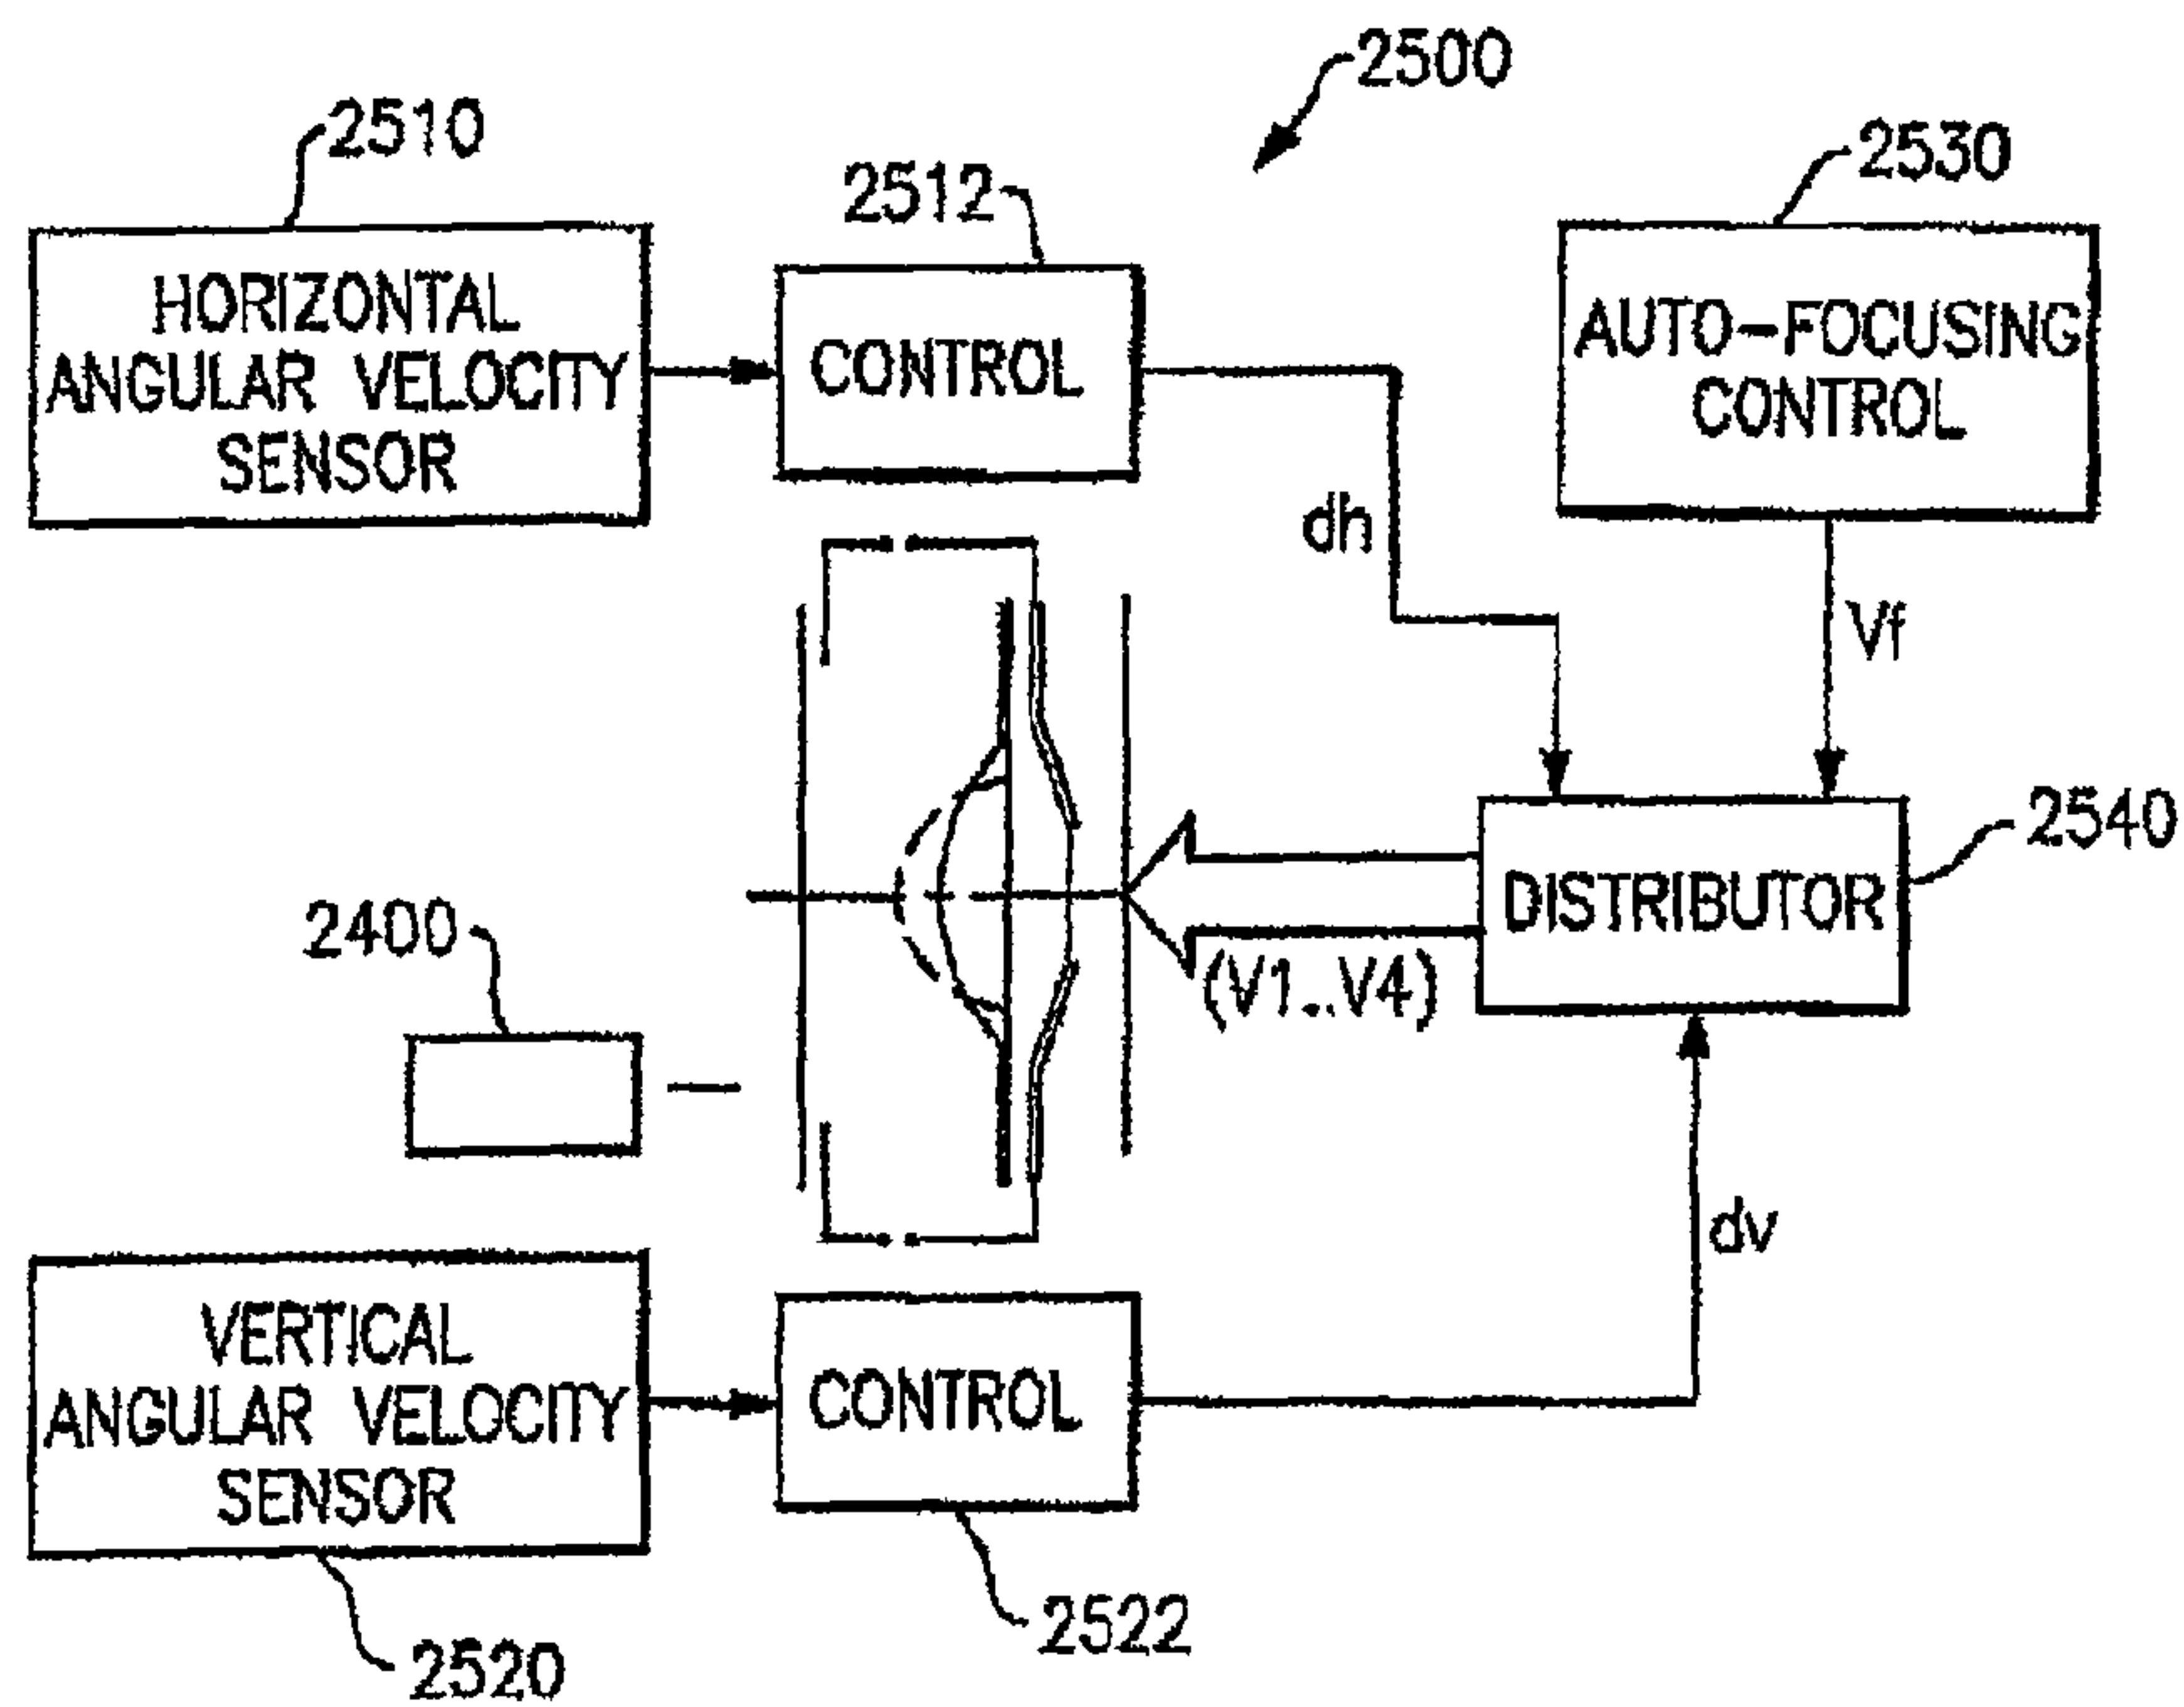 2500
2510
2512
2530
HORIZONTAL
ANGULAR VELOCITY
SENSOR
CONTROL
AUTO-FOCUSING
CONTROL
dh
Vf
2540
DISTRIBUTOR
2400
(V1..V4)
dv
VERTICAL
ANGULAR VELOCITY
SENSOR
CONTROL
2522
2520